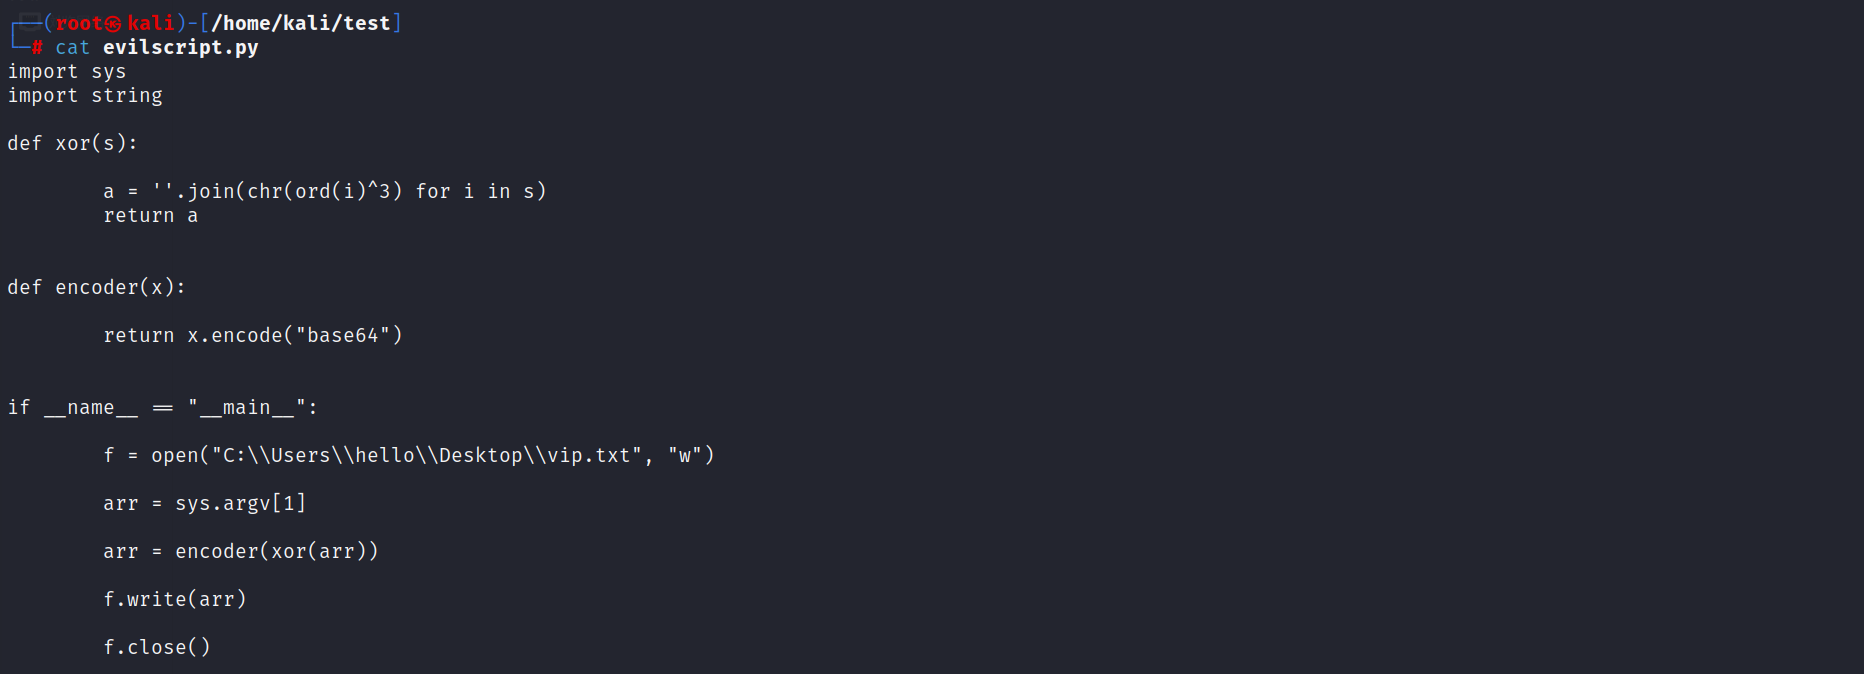 ┌──(root㉿kali)-[/home/kali/test]
└─# cat evilscript.py
import sys
import string

def xor(s):

        a = ''.join(chr(ord(i)^3) for i in s)
        return a


def encoder(x):

        return x.encode("base64")


if __name__ == "__main__":

        f = open("C:\\Users\\hello\\Desktop\\vip.txt", "w")

        arr = sys.argv[1]

        arr = encoder(xor(arr))

        f.write(arr)

        f.close()